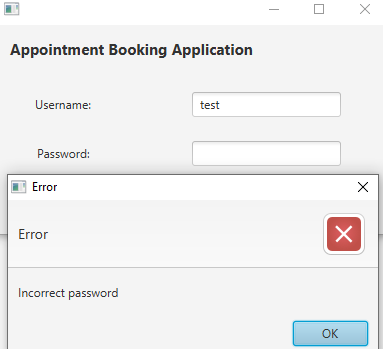 Appointment Booking Application
Username:
test
Password:
Error
Error
Incorrect password
OK